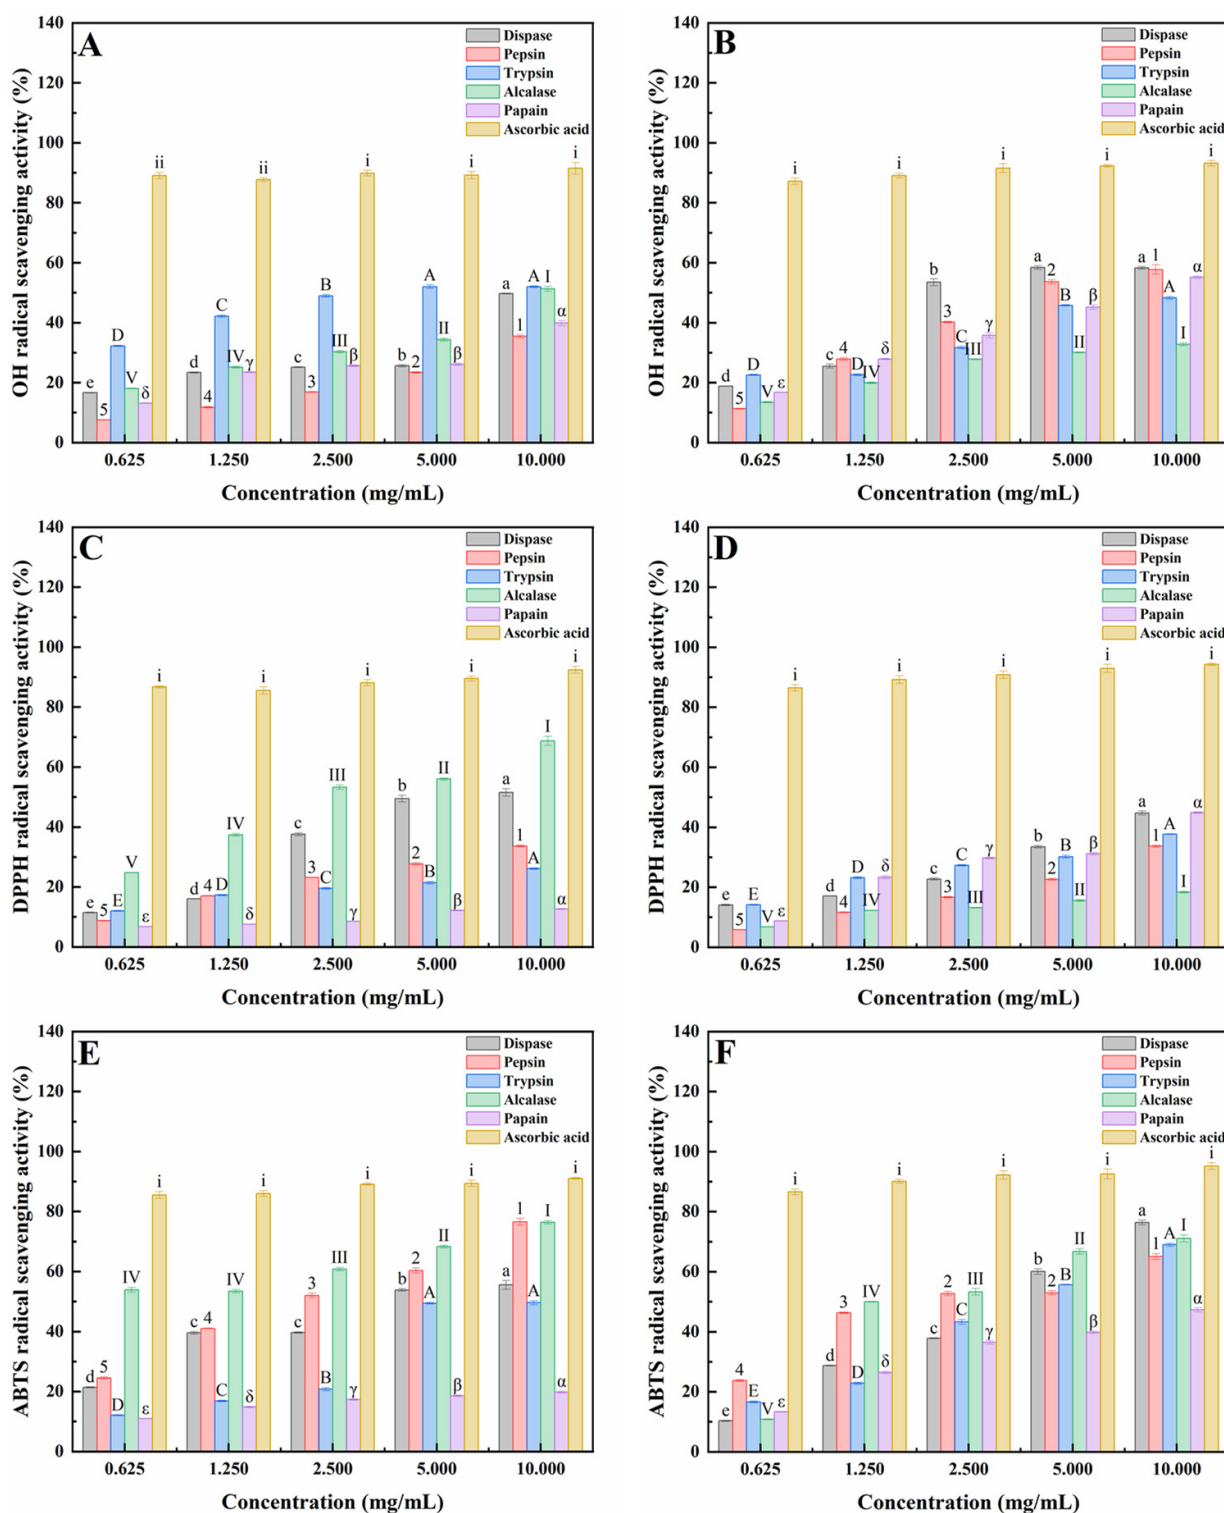 A
Dispase
Pepsin
Trypsin
Alcalase
Papain
Ascorbic acid
OH radical scavenging activity (%)
140
120
100
80
60
40
20
0
ii
ii
i
i
i
e 5 D V δ
d 4 C IV γ
c 3 B III β
b 2 A II β
a 1 A I α
0.625 1.250 2.500 5.000 10.000
Concentration (mg/mL)
B
Dispase
Pepsin
Trypsin
Alcalase
Papain
Ascorbic acid
OH radical scavenging activity (%)
140
120
100
80
60
40
20
0
i
i
i
i
i
d 5 D V ε
c 4 D IV γ
b 3 C III γ
a 2 B II β
a 1 A I α
0.625 1.250 2.500 5.000 10.000
Concentration (mg/mL)
C
Dispase
Pepsin
Trypsin
Alcalase
Papain
Ascorbic acid
DPPH radical scavenging activity (%)
140
120
100
80
60
40
20
0
i
i
i
i
i
e 5 E V ε
d 4 D IV δ
c 3 C III γ
b 2 B II β
a 1 A I α
0.625 1.250 2.500 5.000 10.000
Concentration (mg/mL)
D
Dispase
Pepsin
Trypsin
Alcalase
Papain
Ascorbic acid
DPPH radical scavenging activity (%)
140
120
100
80
60
40
20
0
i
i
i
i
i
e 5 E V ε
d 4 D IV δ
c 3 C III γ
b 2 B II β
a 1 A I α
0.625 1.250 2.500 5.000 10.000
Concentration (mg/mL)
E
Dispase
Pepsin
Trypsin
Alcalase
Papain
Ascorbic acid
ABTS radical scavenging activity (%)
140
120
100
80
60
40
20
0
i
i
i
i
i
d 5 D IV ε
c 4 C IV δ
c 3 B III γ
b 2 A II β
a 1 A I α
0.625 1.250 2.500 5.000 10.000
Concentration (mg/mL)
F
Dispase
Pepsin
Trypsin
Alcalase
Papain
Ascorbic acid
ABTS radical scavenging activity (%)
140
120
100
80
60
40
20
0
i
i
i
i
i
e 4 E V ε
d 3 D IV δ
c 2 C III γ
b 2 B II β
a 1 A I α
0.625 1.250 2.500 5.000 10.000
Concentration (mg/mL)